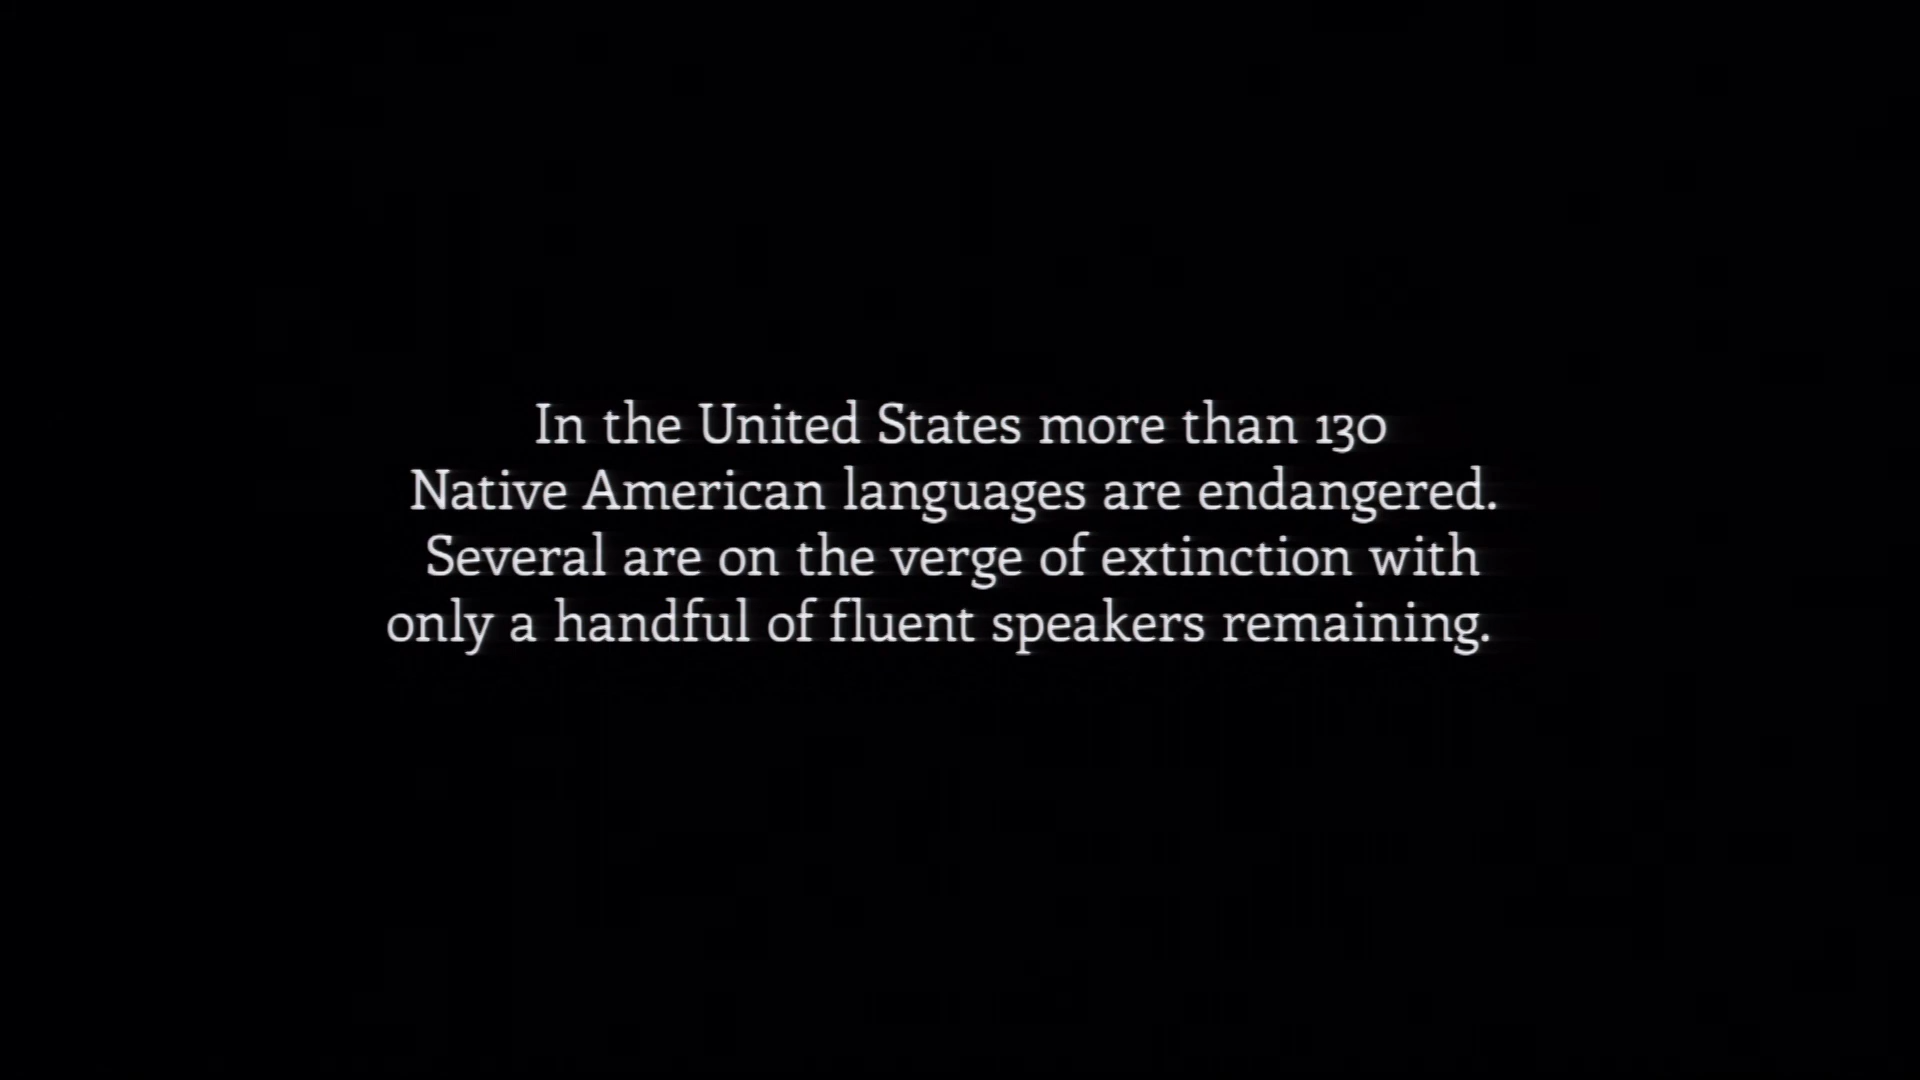 In the United States more than 130
Native American languages are endangered.
Several are on the verge of extinction with
only a handful of fluent speakers remaining.